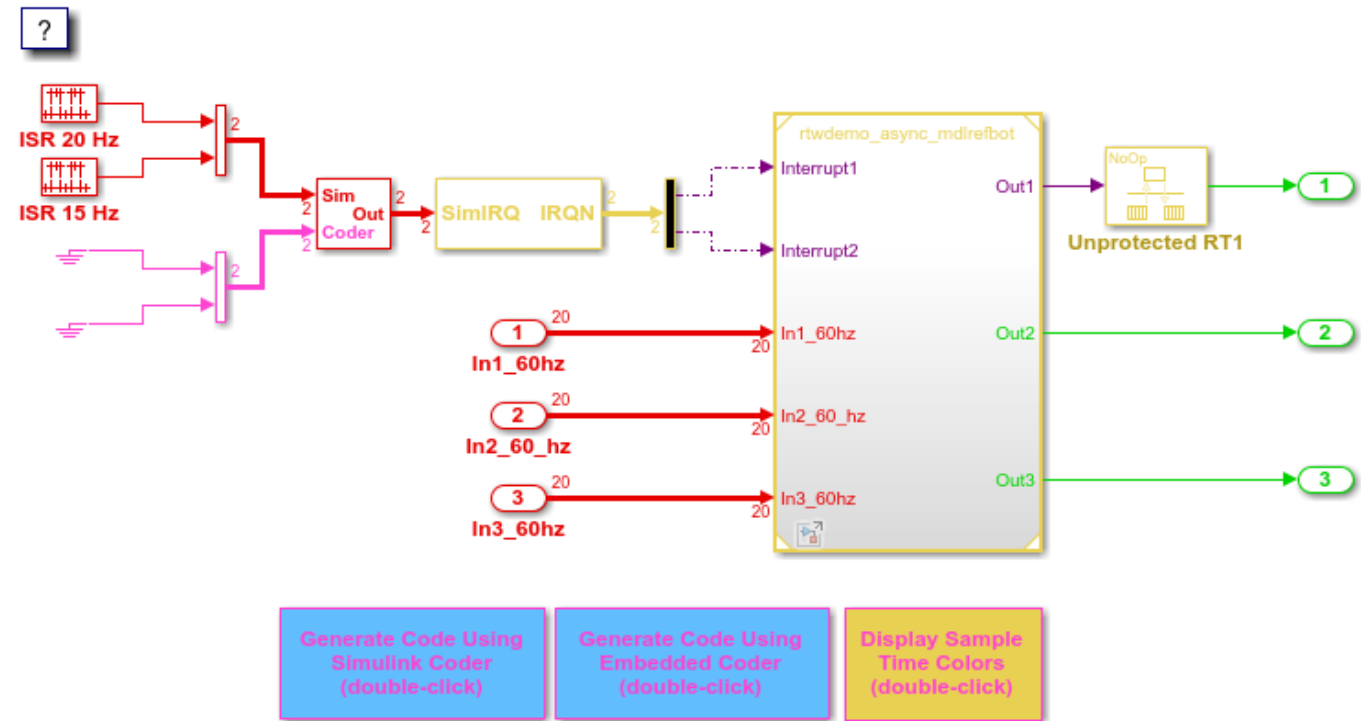 ?
ISR 20 Hz
ISR 15 Hz
2
2
2
2
Sim
Out
Coder
2
2
SimIRQ IRQN
2
2
rtwdemo_async_mdlrefbot
Interrupt1
Interrupt2
In1_60hz
In2_60_hz
In3_60hz
Out1
Out2
Out3
NoOp
Unprotected RT1
1
2
3
1
20
20
In1_60hz
2
20
20
In2_60_hz
3
20
20
In3_60hz
Generate Code Using
Simulink Coder
(double-click)
Generate Code Using
Embedded Coder
(double-click)
Display Sample
Time Colors
(double-click)